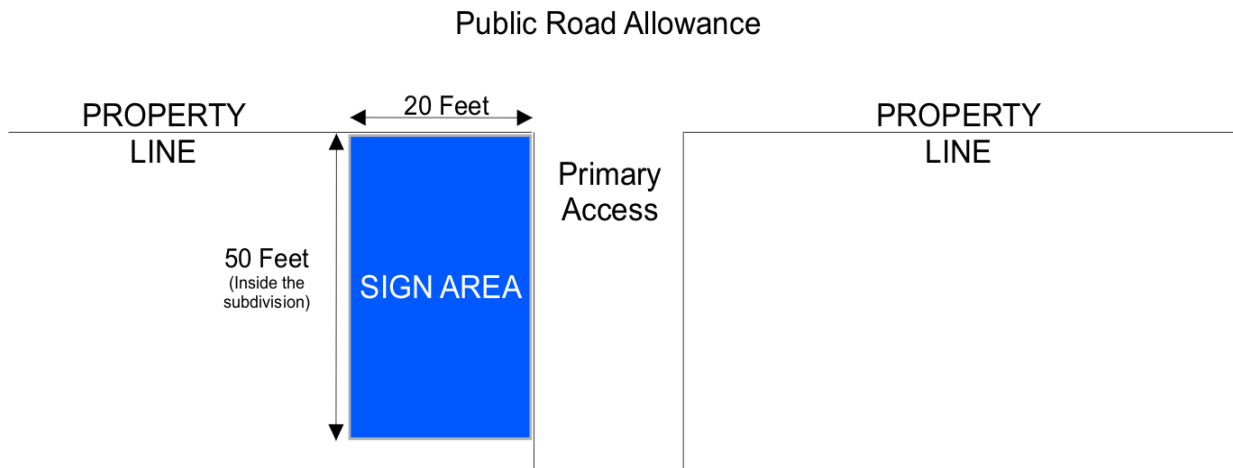 Public Road Allowance
20 Feet
PROPERTY
LINE
PROPERTY
LINE
Primary
Access
50 Feet
(Inside the
subdivision)
SIGN AREA